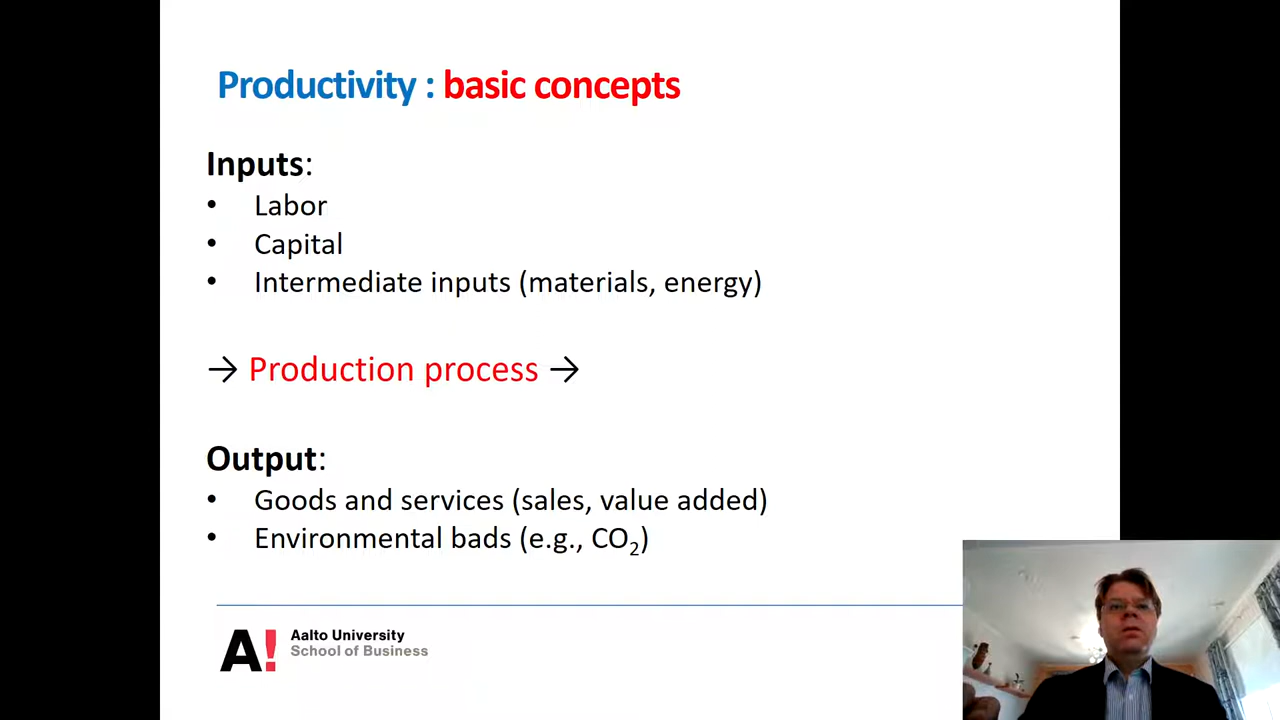 Productivity : basic concepts
Inputs:
• Labor
• Capital
• Intermediate inputs (materials, energy)
→ Production process →
Output:
• Goods and services (sales, value added)
• Environmental bads (e.g., CO₂)
A! Aalto University
School of Business